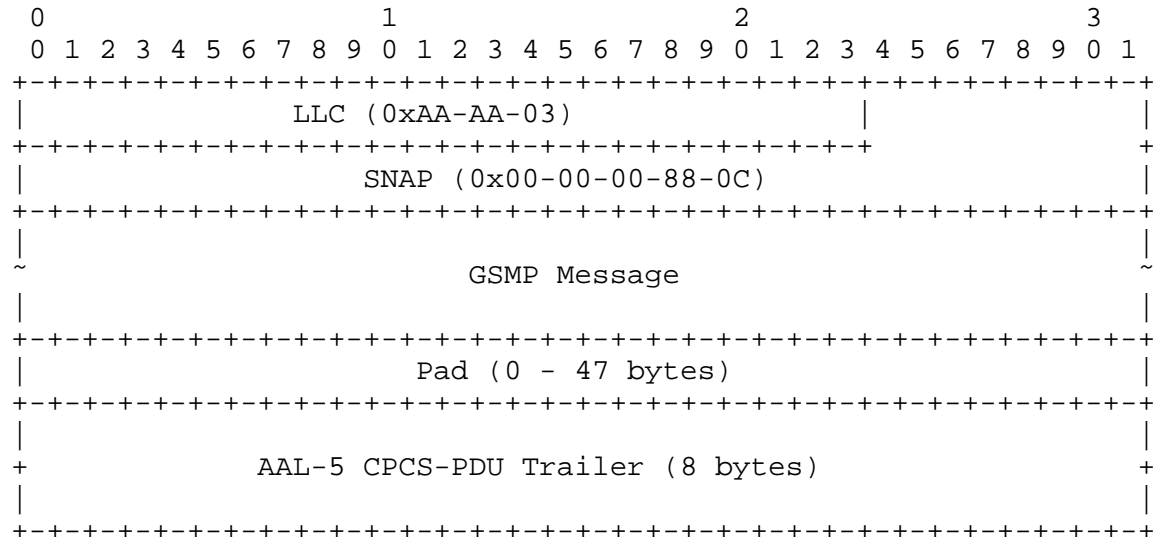 0                   1                   2                   3
 0 1 2 3 4 5 6 7 8 9 0 1 2 3 4 5 6 7 8 9 0 1 2 3 4 5 6 7 8 9 0 1
+-+-+-+-+-+-+-+-+-+-+-+-+-+-+-+-+-+-+-+-+-+-+-+-+-+-+-+-+-+-+-+-+
|               LLC (0xAA-AA-03)                |               |
+-+-+-+-+-+-+-+-+-+-+-+-+-+-+-+-+-+-+-+-+-+-+-+-+               +
|                   SNAP (0x00-00-00-88-0C)                     |
+-+-+-+-+-+-+-+-+-+-+-+-+-+-+-+-+-+-+-+-+-+-+-+-+-+-+-+-+-+-+-+-+
|                                                               |
~                         GSMP Message                          ~
|                                                               |
+-+-+-+-+-+-+-+-+-+-+-+-+-+-+-+-+-+-+-+-+-+-+-+-+-+-+-+-+-+-+-+-+
|                      Pad (0 - 47 bytes)                       |
+-+-+-+-+-+-+-+-+-+-+-+-+-+-+-+-+-+-+-+-+-+-+-+-+-+-+-+-+-+-+-+-+
|                                                               |
+             AAL-5 CPCS-PDU Trailer (8 bytes)                  +
|                                                               |
+-+-+-+-+-+-+-+-+-+-+-+-+-+-+-+-+-+-+-+-+-+-+-+-+-+-+-+-+-+-+-+-+